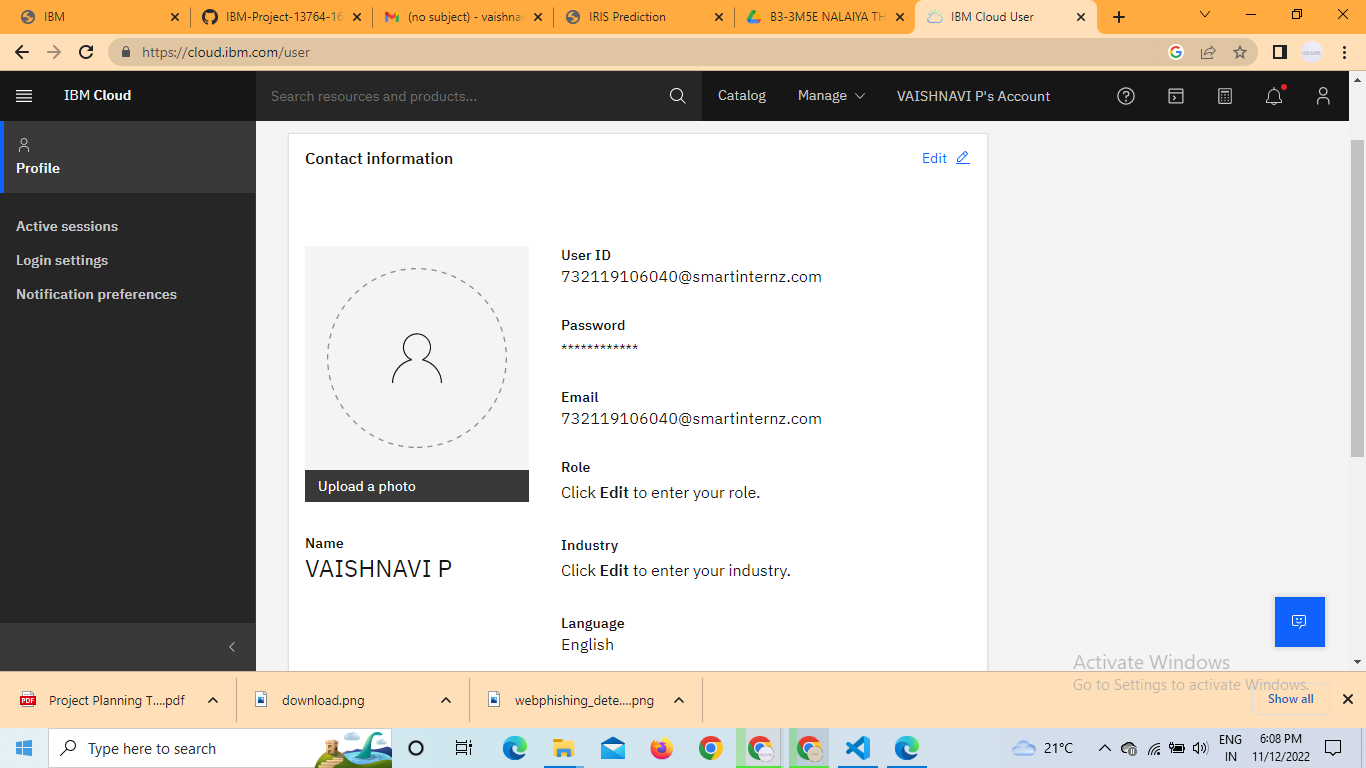 IBM
IBM-Project-13764-16
(no subject) - vaishnav
IRIS Prediction
B3-3M5E NALAIYA TH
IBM Cloud User
https://cloud.ibm.com/user
IBM Cloud
Search resources and products...
Catalog
Manage
VAISHNAVI P's Account
Profile
Active sessions
Login settings
Notification preferences
Contact information
Edit
User ID
732119106040@smartinternz.com
Password
************
Email
732119106040@smartinternz.com
Role
Click Edit to enter your role.
Upload a photo
Name
VAISHNAVI P
Industry
Click Edit to enter your industry.
Language
English
Activate Windows
Go to Settings to activate Windows.
PDF
Project Planning T....pdf
download.png
webphishing_dete....png
Show all
Type here to search
21°C
ENG
IN
6:08 PM
11/12/2022